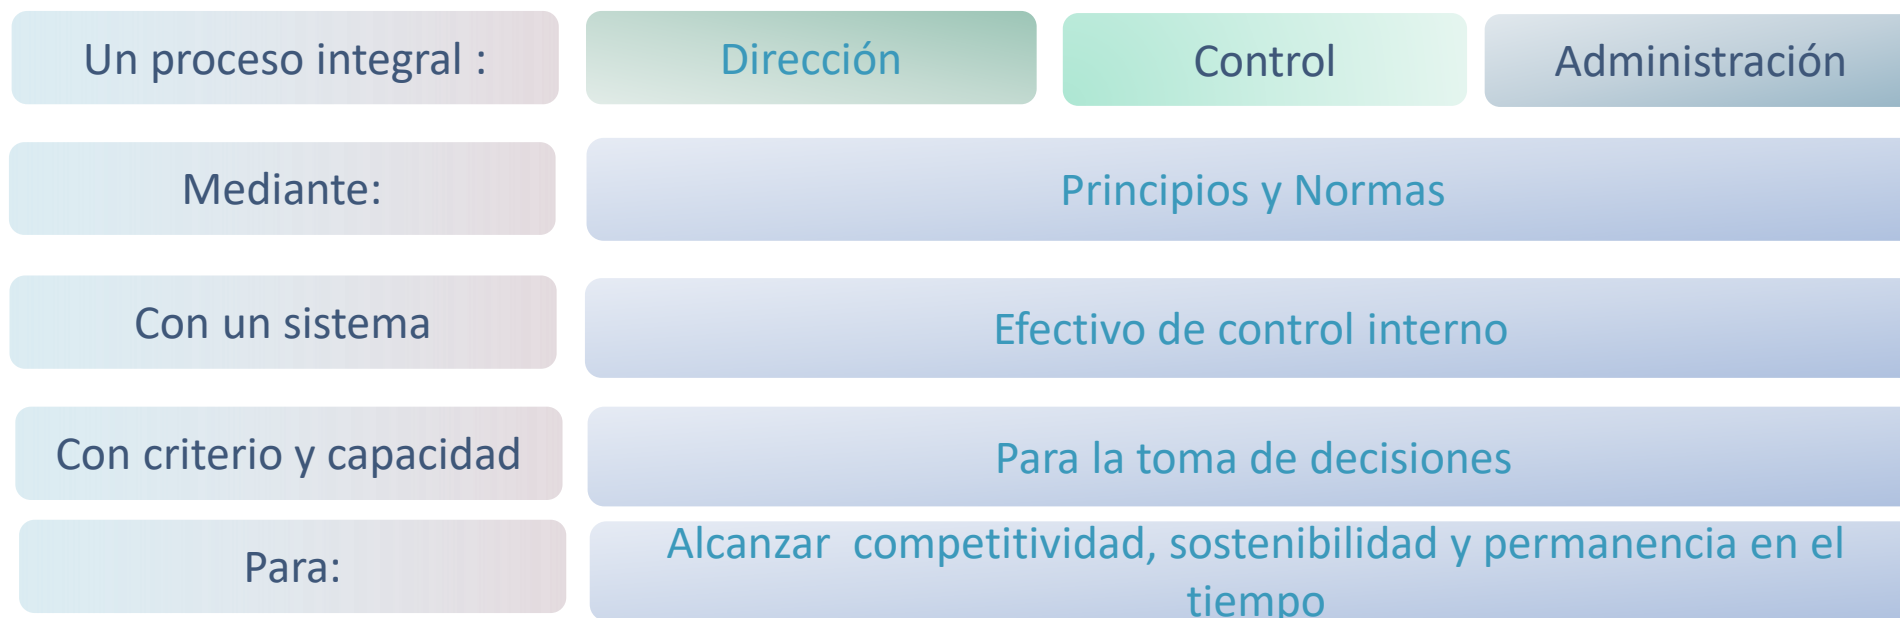 Un proceso integral :
Dirección
Control
Administración
Mediante:
Principios y Normas
Con un sistema
Efectivo de control interno
Con criterio y capacidad
Para la toma de decisiones
Para:
Alcanzar  competitividad, sostenibilidad y permanencia en el
tiempo